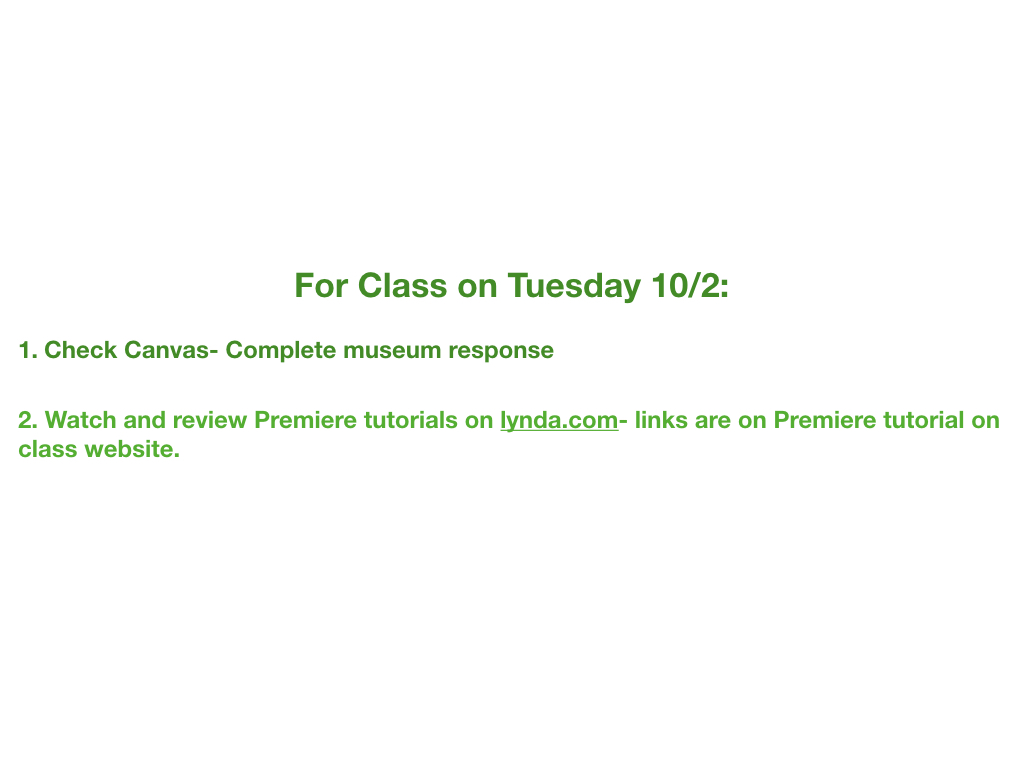 For Class on Tuesday 10/2:
1. Check Canvas- Complete museum response
2. Watch and review Premiere tutorials on lynda.com- links are on Premiere tutorial on
class website.